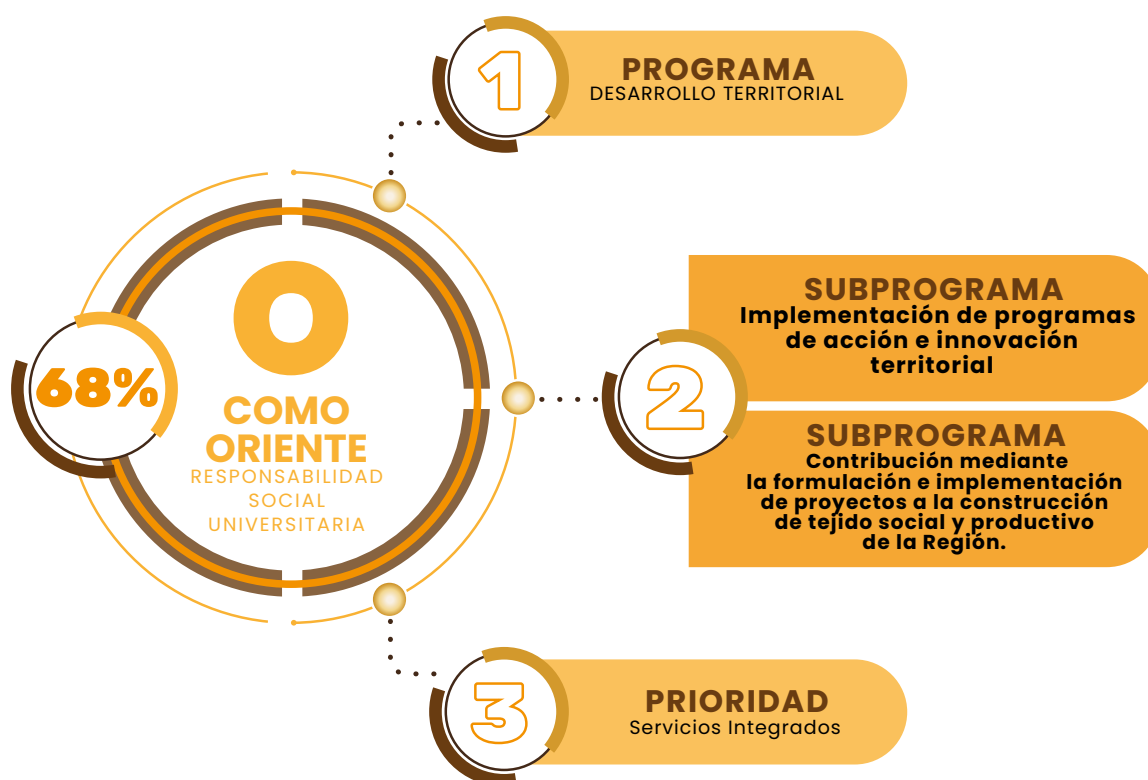 1
PROGRAMA
DESARROLLO TERRITORIAL
68%
O
COMO
ORIENTE
RESPONSABILIDAD
SOCIAL
UNIVERSITARIA
2
SUBPROGRAMA
Implementación de programas
de acción e innovación
territorial
SUBPROGRAMA
Contribución mediante
la formulación e implementación
de proyectos a la construcción
de tejido social y productivo
de la Región.
3
PRIORIDAD
Servicios Integrados